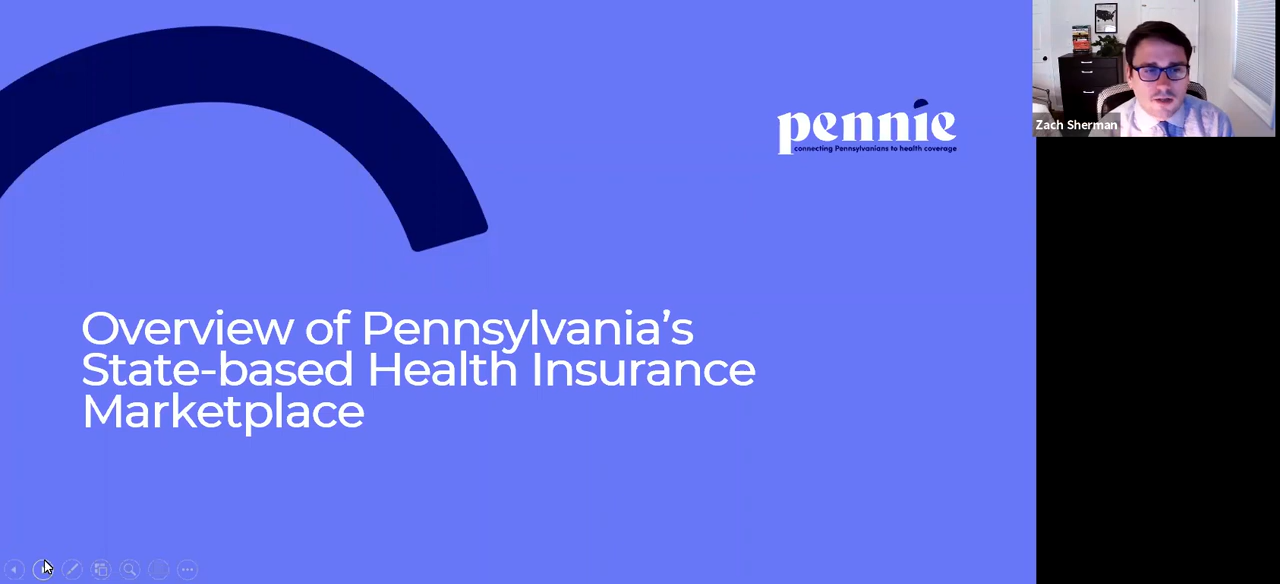 pennie
connecting Pennsylvanians to health coverage
Zach Sherman
Overview of Pennsylvania’s
State-based Health Insurance
Marketplace